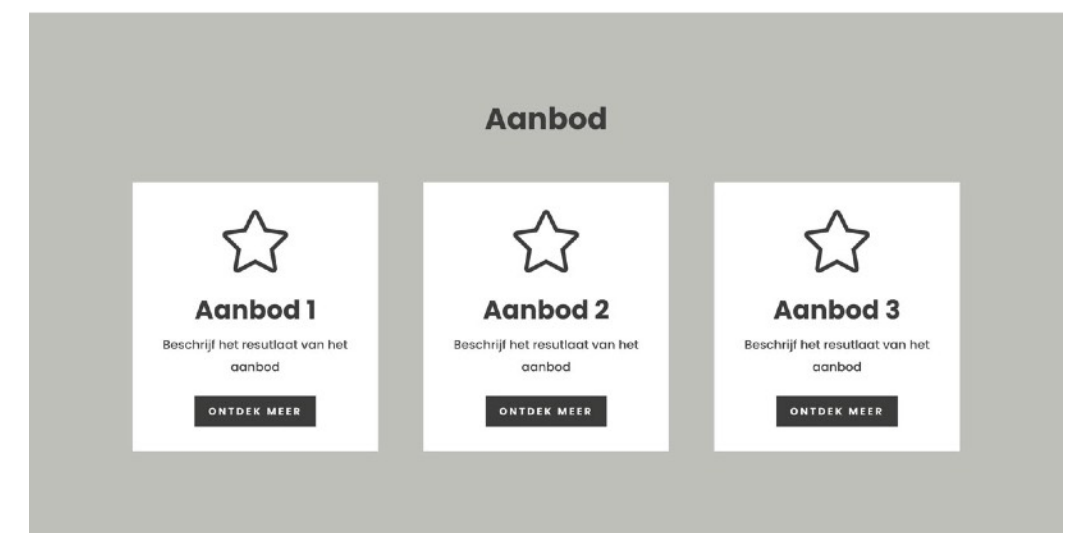 Aanbod
Aanbod 1
Beschrijf het resutlaat van het
aanbod
ONTDEK MEER
Aanbod 2
Beschrijf het resutlaat van het
aanbod
ONTDEK MEER
Aanbod 3
Beschrijf het resutlaat van het
aanbod
ONTDEK MEER